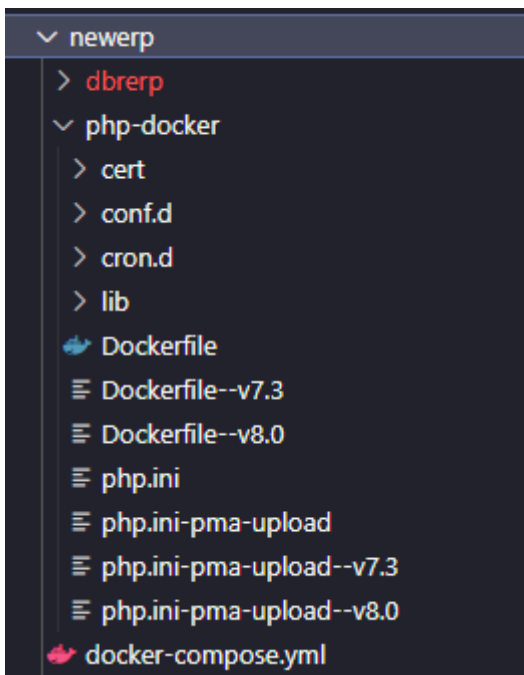 newerp
dbrerp
php-docker
cert
conf.d
cron.d
lib
Dockerfile
Dockerfile--v7.3
Dockerfile--v8.0
php.ini
php.ini-pma-upload
php.ini-pma-upload--v7.3
php.ini-pma-upload--v8.0
docker-compose.yml